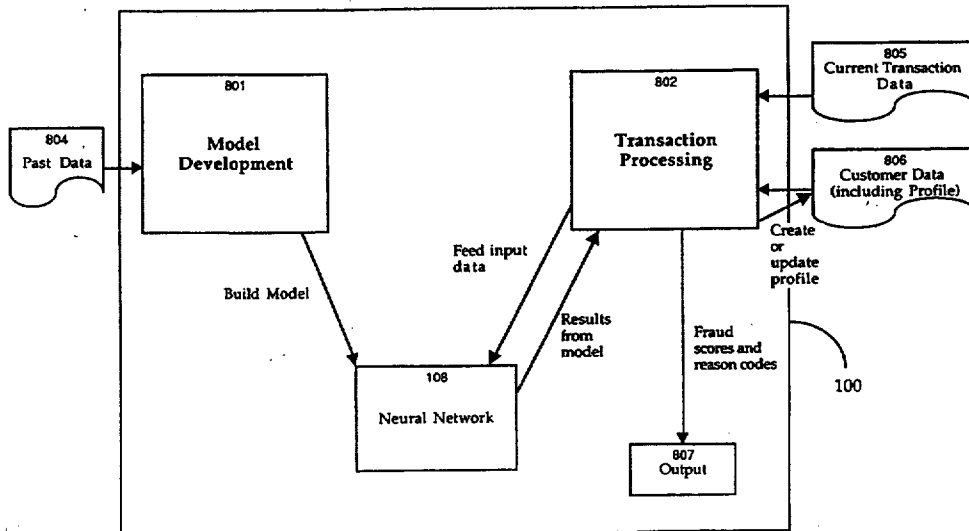 804
Past Data
801
Model
Development
802
Transaction
Processing
805
Current Transaction
Data
806
Customer Data
(including Profile)
Create
or
update
profile
Build Model
Feed input
data
Results
from
model
Fraud
scores and
reason codes
100
108
Neural Network
807
Output